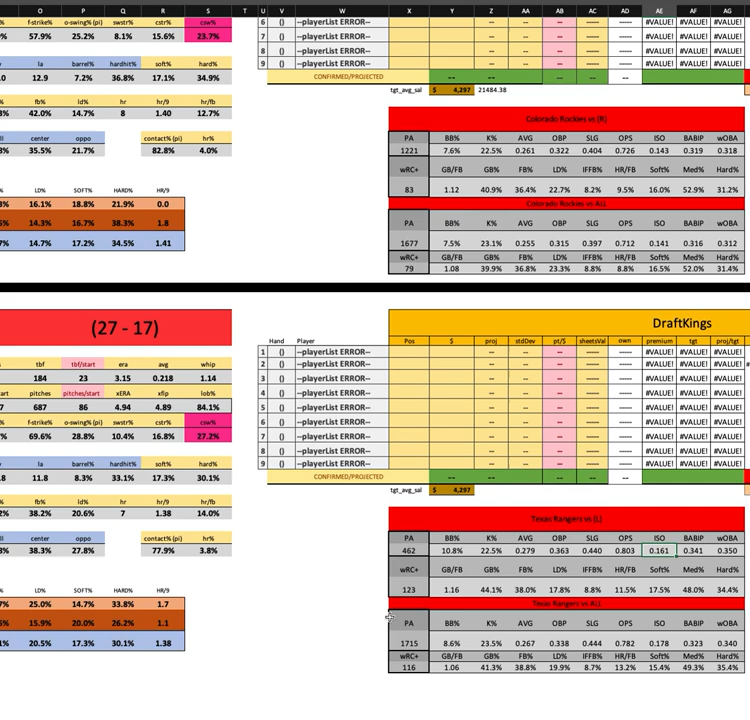 O P Q R S T U V W X Y Z AA AB AC AD AE AF AG
% f-strike% o-swing% (pi) swstr% cstr% csw% 6 () --playerList ERROR-- -- -- -- ----- ----- #VALUE! #VALUE! #VALUE!
% 57.9% 25.2% 8.1% 15.6% 23.7% 7 () --playerList ERROR-- -- -- -- ----- ----- #VALUE! #VALUE! #VALUE!
8 () --playerList ERROR-- -- -- -- ----- ----- #VALUE! #VALUE! #VALUE!
la barrel% hardhit% soft% hard% 9 () --playerList ERROR-- -- -- -- ----- ----- #VALUE! #VALUE! #VALUE!
.0 12.9 7.2% 36.8% 17.1% 34.9% CONFIRMED/PROJECTED -- -- -- ----- --
tgt_avg_sal $ 4,297 21484.38
% fb% ld% hr hr/9 hr/fb
3% 42.0% 14.7% 8 1.40 12.7%
Colorado Rockies vs (R)
ll center oppo contact% (pi) hr%
3% 35.5% 21.7% 82.8% 4.0%
PA BB% K% AVG OBP SLG OPS ISO BABIP wOBA
1221 7.6% 22.5% 0.261 0.322 0.404 0.726 0.143 0.319 0.318
wRC+ GB/FB GB% FB% LD% IFFB% HR/FB Soft% Med% Hard%
83 1.12 40.9% 36.4% 22.7% 8.2% 9.5% 16.0% 52.9% 31.2%
% LD% SOFT% HARD% HR/9
% 16.1% 18.8% 21.9% 0.0
Colorado Rockies vs ALL
5% 14.3% 16.7% 38.3% 1.8
PA BB% K% AVG OBP SLG OPS ISO BABIP wOBA
7% 14.7% 17.2% 34.5% 1.41
1677 7.5% 23.1% 0.255 0.315 0.397 0.712 0.141 0.316 0.312
wRC+ GB/FB GB% FB% LD% IFFB% HR/FB Soft% Med% Hard%
79 1.08 39.9% 36.8% 23.3% 8.8% 8.8% 16.5% 52.0% 31.4%
(27 - 17)
DraftKings
Hand Player Pos $ proj stdDev pt/$ sheetsVal own premium tgt proj/tgt
1 () --playerList ERROR-- -- -- -- ----- ----- #VALUE! #VALUE! #VALUE!
2 () --playerList ERROR-- -- -- -- ----- ----- #VALUE! #VALUE! #VALUE! #
3 () --playerList ERROR-- -- -- -- ----- ----- #VALUE! #VALUE! #VALUE!
4 () --playerList ERROR-- -- -- -- ----- ----- #VALUE! #VALUE! #VALUE!
5 () --playerList ERROR-- -- -- -- ----- ----- #VALUE! #VALUE! #VALUE!
6 () --playerList ERROR-- -- -- -- ----- ----- #VALUE! #VALUE! #VALUE!
7 () --playerList ERROR-- -- -- -- ----- ----- #VALUE! #VALUE! #VALUE!
8 () --playerList ERROR-- -- -- -- ----- ----- #VALUE! #VALUE! #VALUE!
9 () --playerList ERROR-- -- -- -- ----- ----- #VALUE! #VALUE! #VALUE!
CONFIRMED/PROJECTED -- -- -- ----- --
tgt_avg_sal $ 4,297
tbf tbf/start era avg whip
184 23 3.15 0.218 1.14
art pitches pitches/start xERA xfip lob%
7 687 86 4.94 4.89 84.1%
% f-strike% o-swing% (pi) swstr% cstr% csw%
% 69.6% 28.8% 10.4% 16.8% 27.2%
la barrel% hardhit% soft% hard%
.8 11.8 8.3% 33.1% 17.3% 30.1%
% fb% ld% hr hr/9 hr/fb
2% 38.2% 20.6% 7 1.38 14.0%
ll center oppo contact% (pi) hr%
% 38.3% 27.8% 77.9% 3.8%
Texas Rangers vs (L)
PA BB% K% AVG OBP SLG OPS ISO BABIP wOBA
462 10.8% 22.5% 0.279 0.363 0.440 0.803 0.161 0.341 0.350
wRC+ GB/FB GB% FB% LD% IFFB% HR/FB Soft% Med% Hard%
123 1.16 44.1% 38.0% 17.8% 8.8% 11.5% 17.5% 48.0% 34.4%
% LD% SOFT% HARD% HR/9
7% 25.0% 14.7% 33.8% 1.7
Texas Rangers vs ALL
5% 15.9% 20.0% 26.2% 1.1
PA BB% K% AVG OBP SLG OPS ISO BABIP wOBA
1% 20.5% 17.3% 30.1% 1.38
1715 8.6% 23.5% 0.267 0.338 0.444 0.782 0.178 0.323 0.340
wRC+ GB/FB GB% FB% LD% IFFB% HR/FB Soft% Med% Hard%
116 1.06 41.3% 38.8% 19.9% 8.7% 13.2% 15.4% 49.3% 35.4%